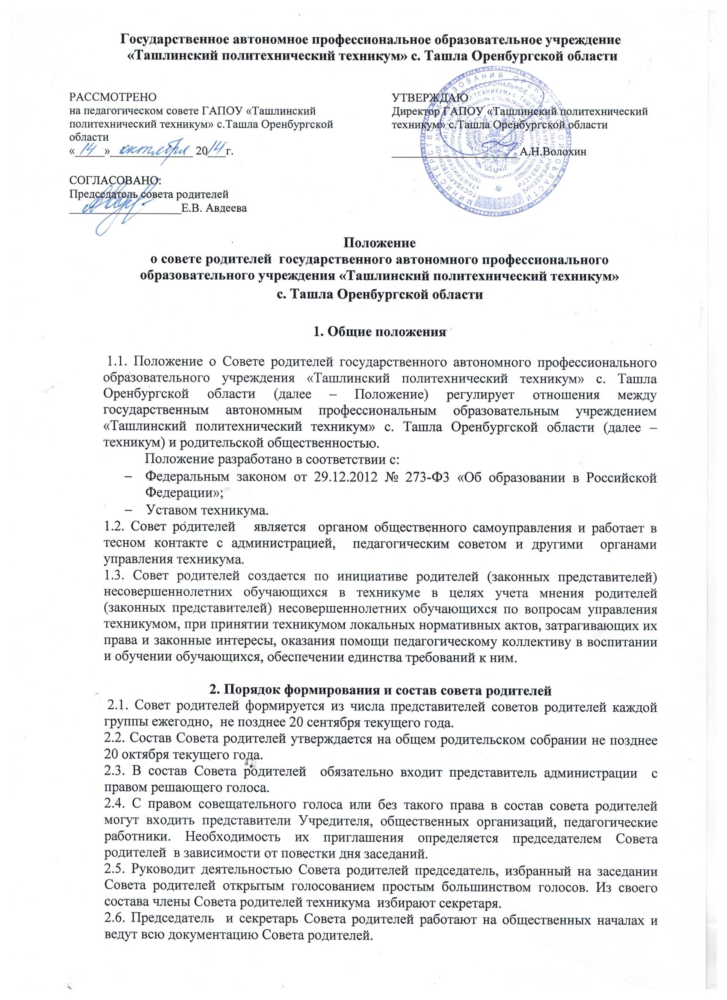 Государственное автономное профессиональное образовательное учреждение
«Ташлинский политехнический техникум» с. Ташла Оренбургской области
РАССМОТРЕНО
на педагогическом совете ГАПОУ «Ташлинский
политехнический техникум» с.Ташла Оренбургской
области
«14» октября 2014г.
СОГЛАСОВАНО:
Председатель совета родителей
Е.В. Авдеева
УТВЕРЖДАЮ
Директор ГАПОУ «Ташлинский политехнический
техникум» с.Ташла Оренбургской области
А.Н.Волохин
Положение
о совете родителей государственного автономного профессионального
образовательного учреждения «Ташлинский политехнический техникум»
с. Ташла Оренбургской области
1. Общие положения
1.1. Положение о Совете родителей государственного автономного профессионального
образовательного учреждения «Ташлинский политехнический техникум» с. Ташла
Оренбургской области (далее – Положение) регулирует отношения между
государственным автономным профессиональным образовательным учреждением
«Ташлинский политехнический техникум» с. Ташла Оренбургской области (далее –
техникум) и родительской общественностью.
Положение разработано в соответствии с:
– Федеральным законом от 29.12.2012 № 273-ФЗ «Об образовании в Российской
Федерации»;
– Уставом техникума.
1.2. Совет родителей является органом общественного самоуправления и работает в
тесном контакте с администрацией, педагогическим советом и другими органами
управления техникума.
1.3. Совет родителей создается по инициативе родителей (законных представителей)
несовершеннолетних обучающихся в техникуме в целях учета мнения родителей
(законных представителей) несовершеннолетних обучающихся по вопросам управления
техникумом, при принятии техникумом локальных нормативных актов, затрагивающих их
права и законные интересы, оказания помощи педагогическому коллективу в воспитании
и обучении обучающихся, обеспечении единства требований к ним.
2. Порядок формирования и состав совета родителей
2.1. Совет родителей формируется из числа представителей советов родителей каждой
группы ежегодно, не позднее 20 сентября текущего года.
2.2. Состав Совета родителей утверждается на общем родительском собрании не позднее
20 октября текущего года.
2.3. В состав Совета родителей обязательно входит представитель администрации с
правом решающего голоса.
2.4. С правом совещательного голоса или без такого права в состав совета родителей
могут входить представители Учредителя, общественных организаций, педагогические
работники. Необходимость их приглашения определяется председателем Совета
родителей в зависимости от повестки дня заседаний.
2.5. Руководит деятельностью Совета родителей председатель, избранный на заседании
Совета родителей открытым голосованием простым большинством голосов. Из своего
состава члены Совета родителей техникума избирают секретаря.
2.6. Председатель и секретарь Совета родителей работают на общественных началах и
ведут всю документацию Совета родителей.